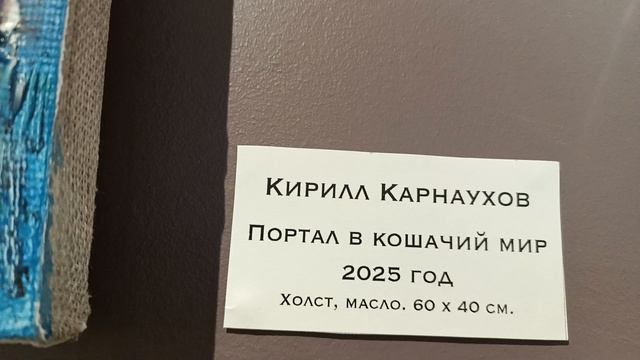 Кирилл Карнаухов
Портал в кошачий мир
2025 год
Холст, масло. 60 х 40 см.